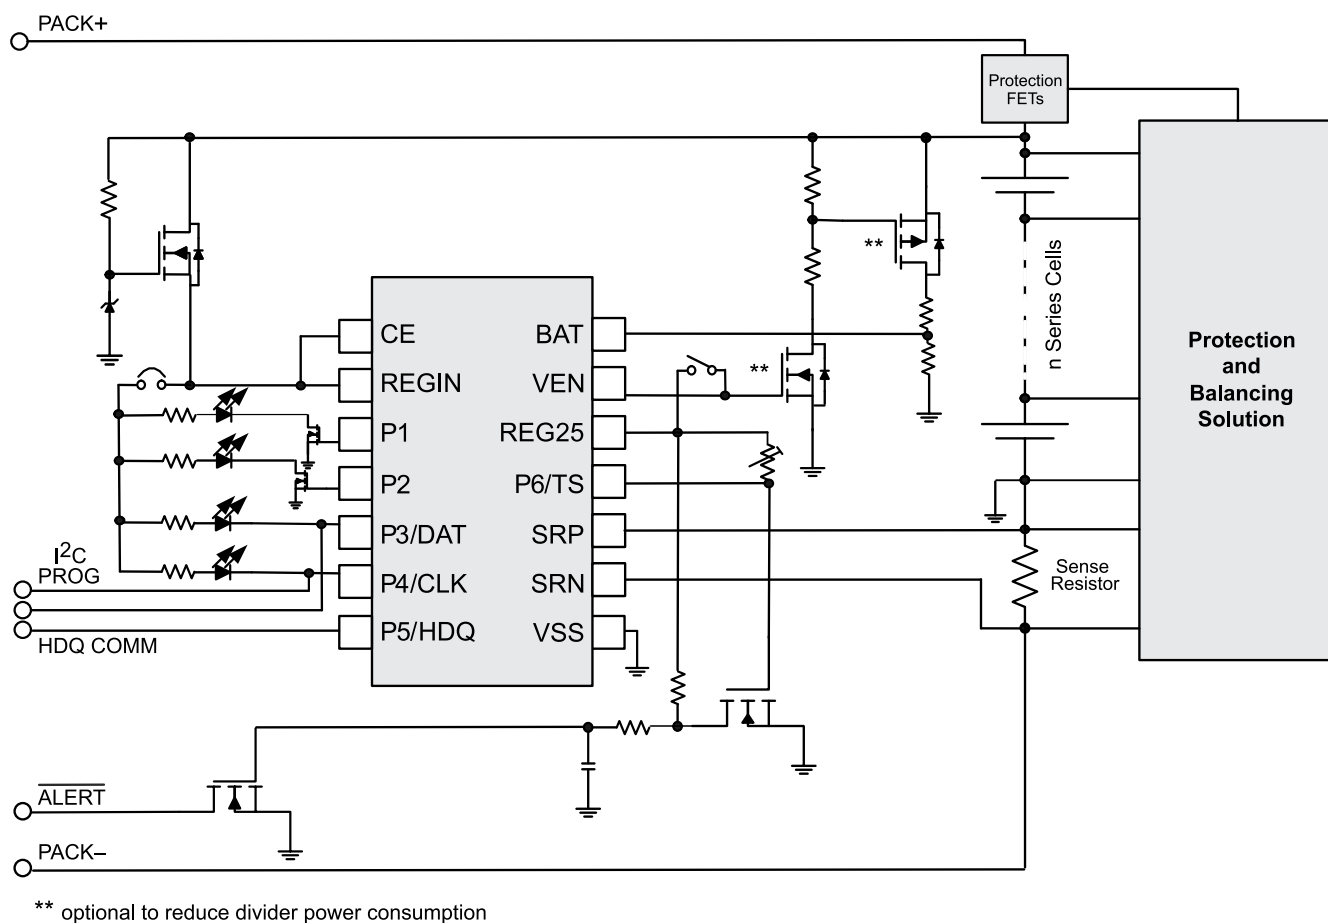 PACK+
Protection
FETs
n Series Cells
Protection
and
Balancing
Solution
**
**
CE
REGIN
P1
P2
P3/DAT
P4/CLK
P5/HDQ
BAT
VEN
REG25
P6/TS
SRP
SRN
VSS
Sense
Resistor
I²C
PROG
HDQ COMM
ALERT
PACK–
** optional to reduce divider power consumption